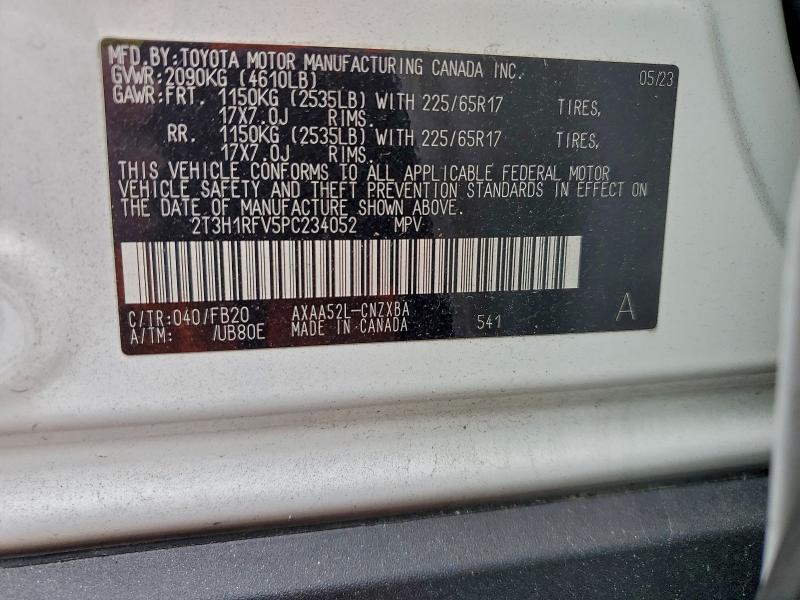 MFD.BY:TOYOTA MOTOR MANUFACTURING CANADA INC. 05/23
GVWR:2090KG (4610LB)
GAWR:FRT. 1150KG (2535LB) WITH 225/65R17 TIRES,
17X7.0J RIMS.
RR. 1150KG (2535LB) WITH 225/65R17 TIRES,
17X7.0J RIMS.
THIS VEHICLE CONFORMS TO ALL APPLICABLE FEDERAL MOTOR
VEHICLE SAFETY AND THEFT PREVENTION STANDARDS IN EFFECT ON
THE DATE OF MANUFACTURE SHOWN ABOVE.
2T3H1RFV5PC234052 MPV
C/TR:040/FB20 AXAA52L-CNZXBA
A/TM: /UB80E MADE IN CANADA 541 A